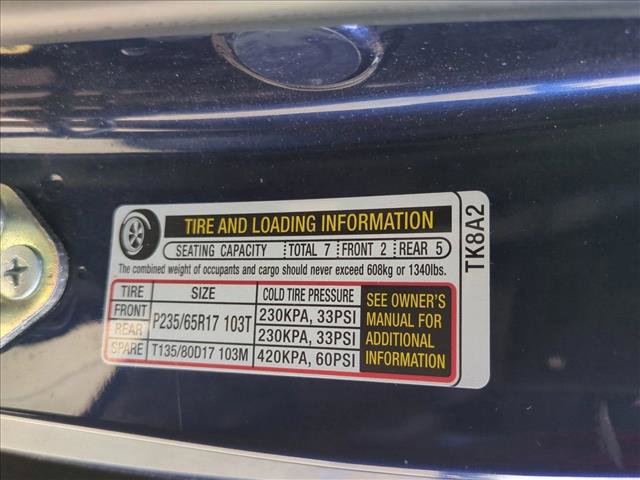 TIRE AND LOADING INFORMATION
SEATING CAPACITY TOTAL 7 FRONT 2 REAR 5
The combined weight of occupants and cargo should never exceed 608kg or 1340lbs.
TIRE SIZE COLD TIRE PRESSURE
FRONT P235/65R17 103T 230KPA, 33PSI
REAR 230KPA, 33PSI
SPARE T135/80D17 103M 420KPA, 60PSI
SEE OWNER'S
MANUAL FOR
ADDITIONAL
INFORMATION
TK8A2